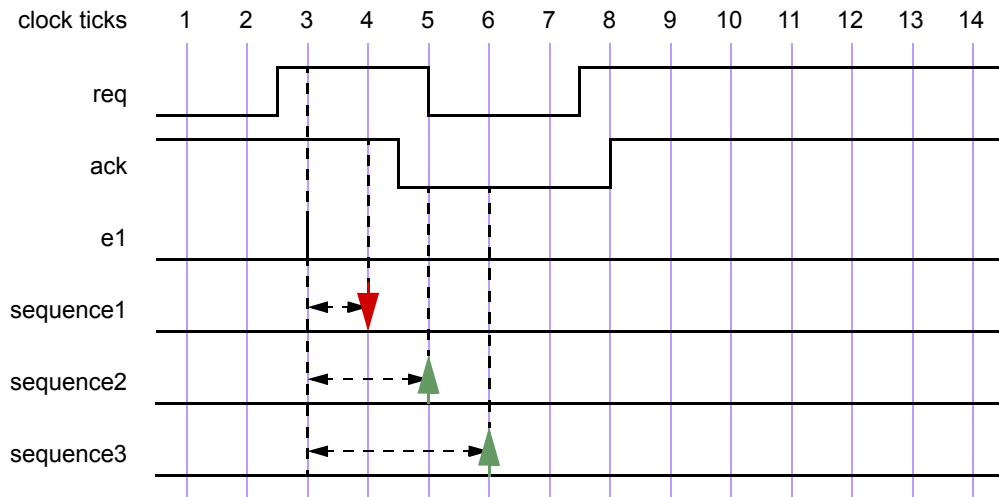 clock ticks 1 2 3 4 5 6 7 8 9 10 11 12 13 14
req
ack
e1
sequence1
sequence2
sequence3